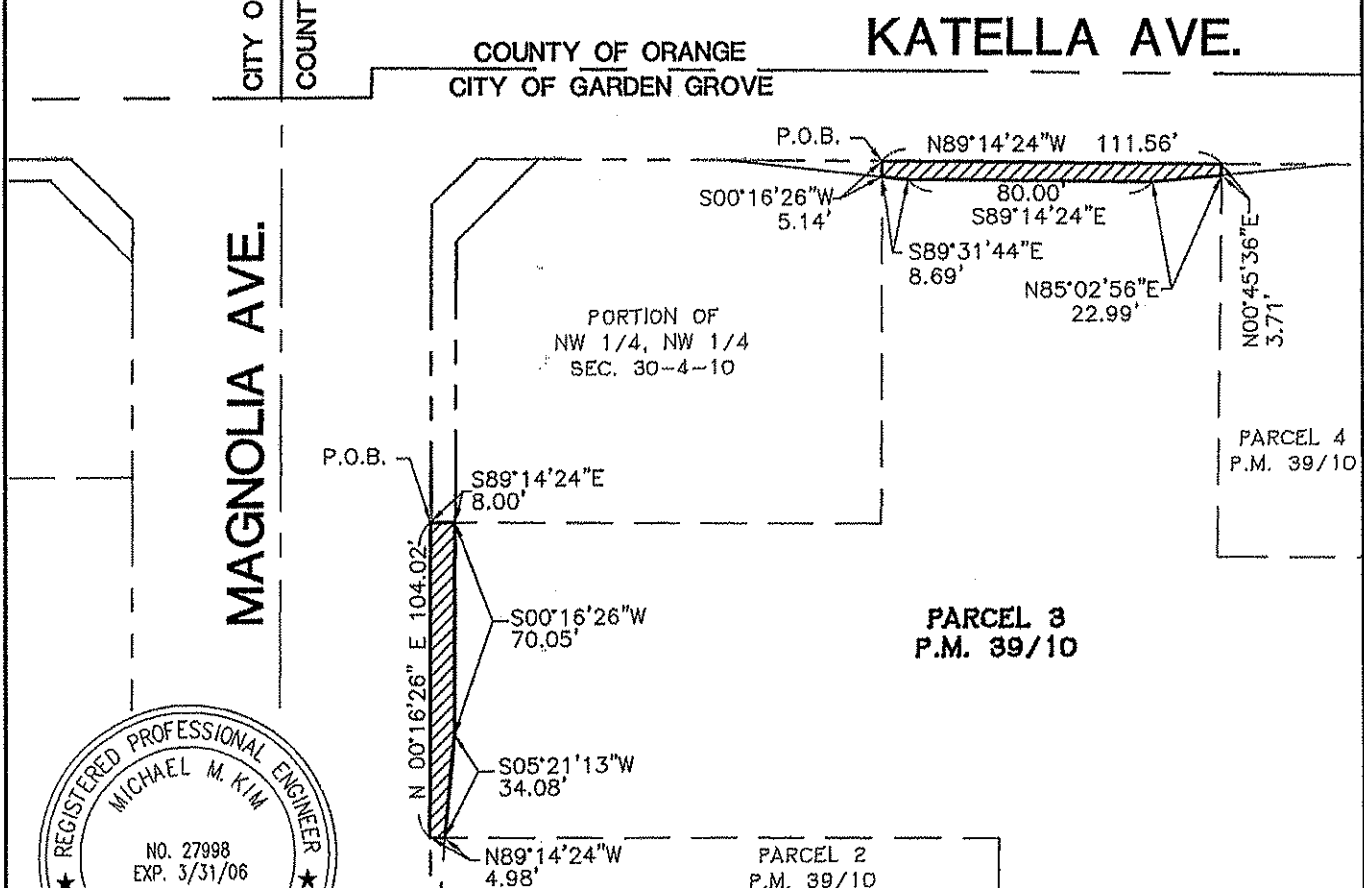 CITY O
COUNT
COUNTY OF ORANGE
CITY OF GARDEN GROVE
KATELLA AVE.
MAGNOLIA AVE.
P.O.B.
N89°14'24"W 111.56'
S00°16'26"W
5.14'
80.00'
S89°14'24"E
S89°31'44"E
8.69'
N85°02'56"E
22.99'
N00°45'36"E
3.71'
PORTION OF
NW 1/4, NW 1/4
SEC. 30-4-10
PARCEL 4
P.M. 39/10
P.O.B.
S89°14'24"E
8.00'
N 00°16'26" E 104.02'
S00°16'26"W
70.05'
PARCEL 3
P.M. 39/10
S05°21'13"W
34.08'
N89°14'24"W
4.98'
PARCEL 2
P.M. 39/10
REGISTERED PROFESSIONAL ENGINEER
MICHAEL M. KIM
NO. 27998
EXP. 3/31/06